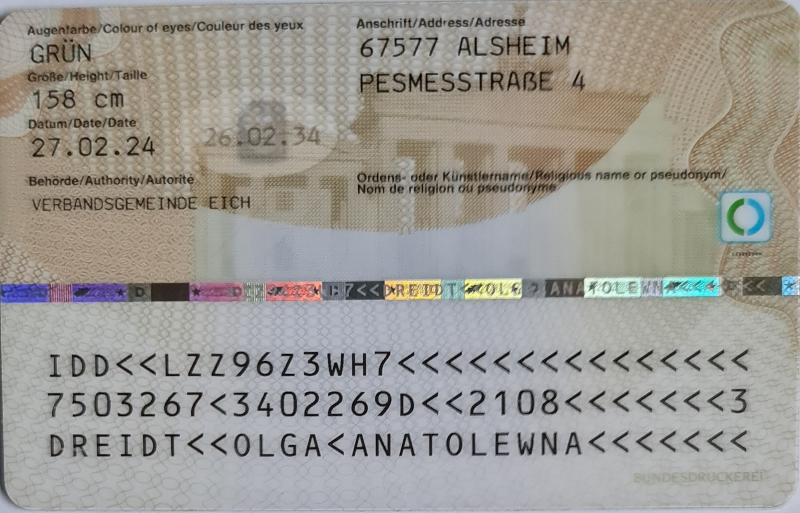 Augenfarbe/Colour of eyes/Couleur des yeux
GRÜN
Größe/Height/Taille
158 cm
Datum/Date/Date
27.02.24
26.02.34
Behörde/Authority/Autorité
VERBANDSGEMEINDE EICH
Anschrift/Address/Adresse
67577 ALSHEIM
PESMESSTRAßE 4
Ordens- oder Künstlername/Religious name or pseudonym/
Nom de religion ou pseudonyme
IDD<<LZZ96Z3WH7<<<<<<<<<<<<<<<
7503267<3402269D<<2108<<<<<<<3
DREIDT<<OLGA<ANATOLEWNA<<<<<<<
BUNDESDRUCKEREI